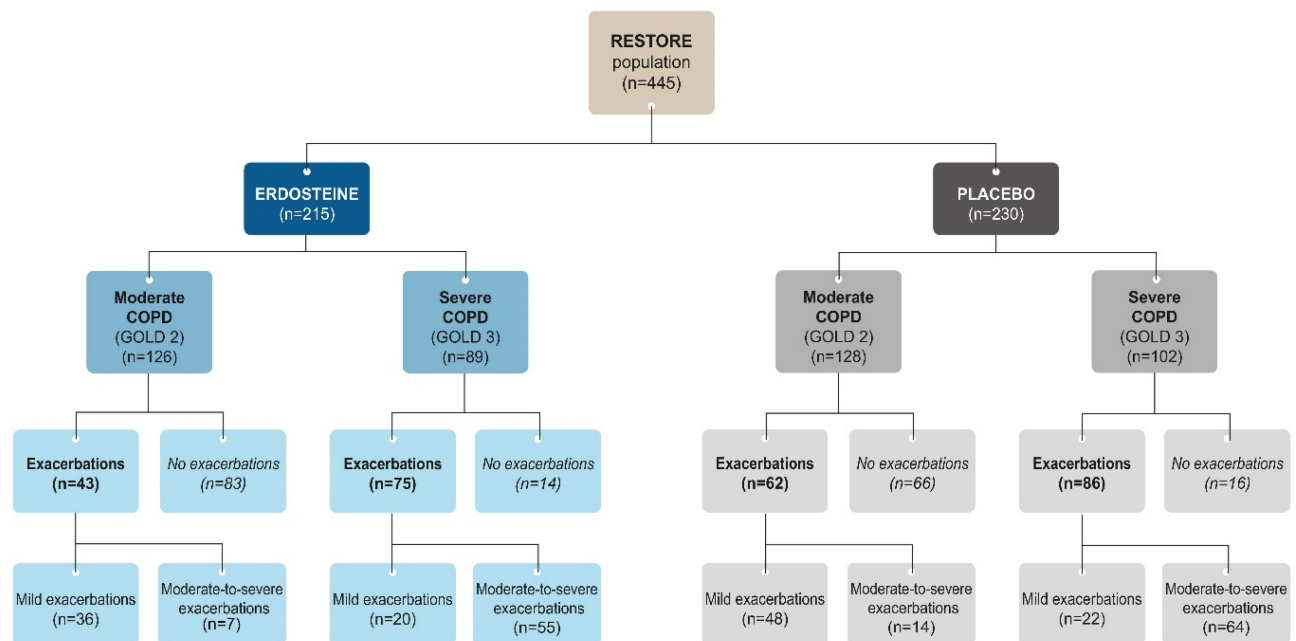 RESTORE
population
(n=445)
ERDOSTEINE
(n=215)
PLACEBO
(n=230)
Moderate
COPD
(GOLD 2)
(n=126)
Severe
COPD
(GOLD 3)
(n=89)
Moderate
COPD
(GOLD 2)
(n=128)
Severe
COPD
(GOLD 3)
(n=102)
Exacerbations
(n=43)
No exacerbations
(n=83)
Exacerbations
(n=75)
No exacerbations
(n=14)
Exacerbations
(n=62)
No exacerbations
(n=66)
Exacerbations
(n=86)
No exacerbations
(n=16)
Mild exacerbations
(n=36)
Moderate-to-severe
exacerbations
(n=7)
Mild exacerbations
(n=20)
Moderate-to-severe
exacerbations
(n=55)
Mild exacerbations
(n=48)
Moderate-to-severe
exacerbations
(n=14)
Mild exacerbations
(n=22)
Moderate-to-severe
exacerbations
(n=64)